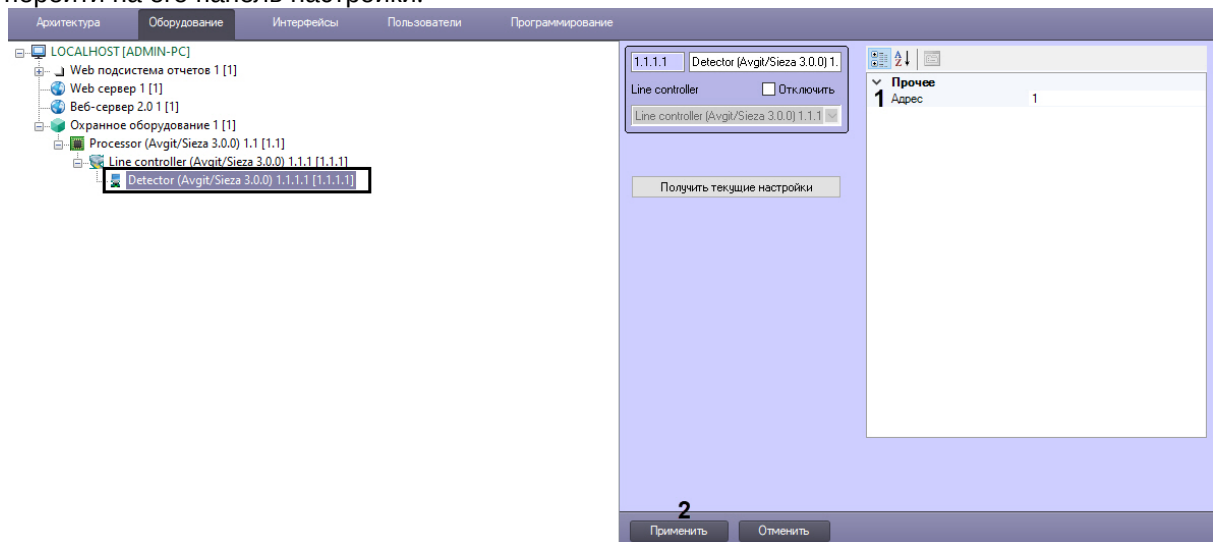 перейти на его панель настройки.
Архитектура Оборудование Интерфейсы Пользователи Программирование
LOCALHOST [ADMIN-PC]
Web подсистема отчетов 1 [1]
Web сервер 1 [1]
Веб-сервер 2.0 1 [1]
Охранное оборудование 1 [1]
Processor (Avgit/Sieza 3.0.0) 1.1 [1.1]
Line controller (Avgit/Sieza 3.0.0) 1.1.1 [1.1.1]
Detector (Avgit/Sieza 3.0.0) 1.1.1.1 [1.1.1.1]
1.1.1.1 Detector (Avgit/Sieza 3.0.0) 1.
Line controller Отключить
Line controller (Avgit/Sieza 3.0.0) 1.1.1
Получить текущие настройки
Прочее
1 Адрес 1
2
Применить Отменить